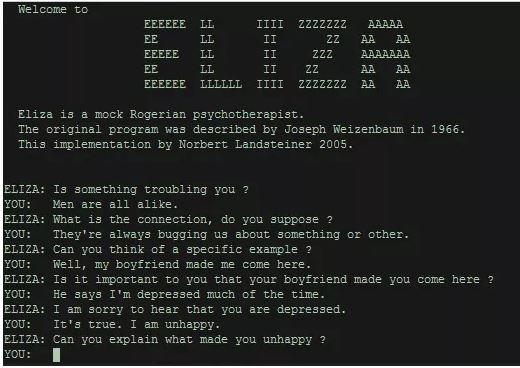 Welcome to
EEEEEE LL IIII ZZZZZZZ AAAAA
EE LL II ZZ AA AA
EEEEE LL II ZZZ AAAAAAA
EE LL II ZZ AA AA
EEEEEE LLLLLL IIII ZZZZZZZ AA AA
Eliza is a mock Rogerian psychotherapist.
The original program was described by Joseph Weizenbaum in 1966.
This implementation by Norbert Landsteiner 2005.
ELIZA: Is something troubling you ?
YOU: Men are all alike.
ELIZA: What is the connection, do you suppose ?
YOU: They're always bugging us about something or other.
ELIZA: Can you think of a specific example ?
YOU: Well, my boyfriend made me come here.
ELIZA: Is it important to you that your boyfriend made you come here ?
YOU: He says I'm depressed much of the time.
ELIZA: I am sorry to hear that you are depressed.
YOU: It's true. I am unhappy.
ELIZA: Can you explain what made you unhappy ?
YOU: